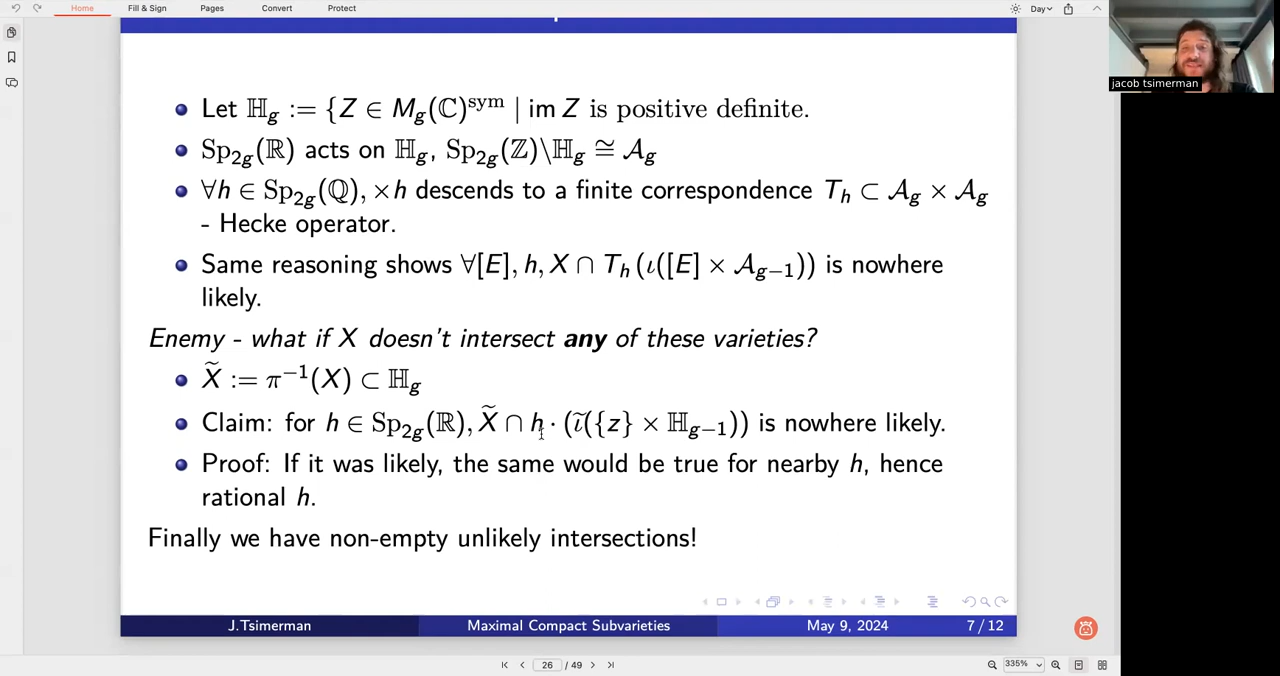 Home Fill & Sign Pages Convert Protect Day
jacob tsimerman
Let ℍ_g := {Z ∈ M_g(ℂ)^sym | im Z is positive definite.
Sp_2g(ℝ) acts on ℍ_g, Sp_2g(ℤ)\ℍ_g ≅ 𝒜_g
∀h ∈ Sp_2g(ℚ), ×h descends to a finite correspondence T_h ⊂ 𝒜_g × 𝒜_g
- Hecke operator.
Same reasoning shows ∀[E], h, X ∩ T_h (ι([E] × 𝒜_{g−1})) is nowhere
likely.
Enemy - what if X doesn't intersect any of these varieties?
X̃ := π^{−1}(X) ⊂ ℍ_g
Claim: for h ∈ Sp_2g(ℝ), X̃ ∩ h · (ι̃({z} × ℍ_{g−1})) is nowhere likely.
Proof: If it was likely, the same would be true for nearby h, hence
rational h.
Finally we have non-empty unlikely intersections!
J.Tsimerman Maximal Compact Subvarieties May 9, 2024 7 / 12
26 / 49 335%